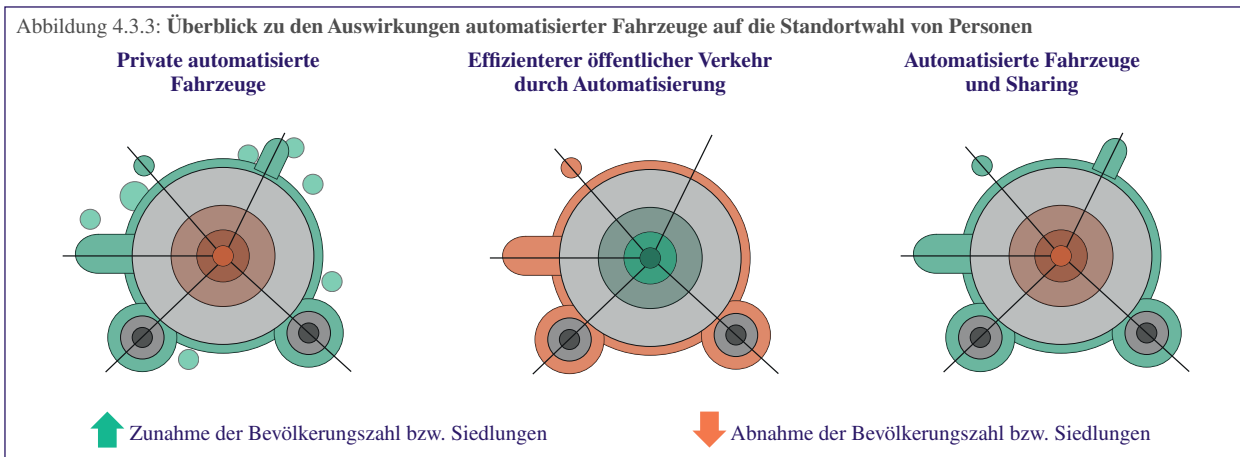 Abbildung 4.3.3: Überblick zu den Auswirkungen automatisierter Fahrzeuge auf die Standortwahl von Personen
Private automatisierte
Fahrzeuge
Effizienterer öffentlicher Verkehr
durch Automatisierung
Automatisierte Fahrzeuge
und Sharing
Zunahme der Bevölkerungszahl bzw. Siedlungen
Abnahme der Bevölkerungszahl bzw. Siedlungen